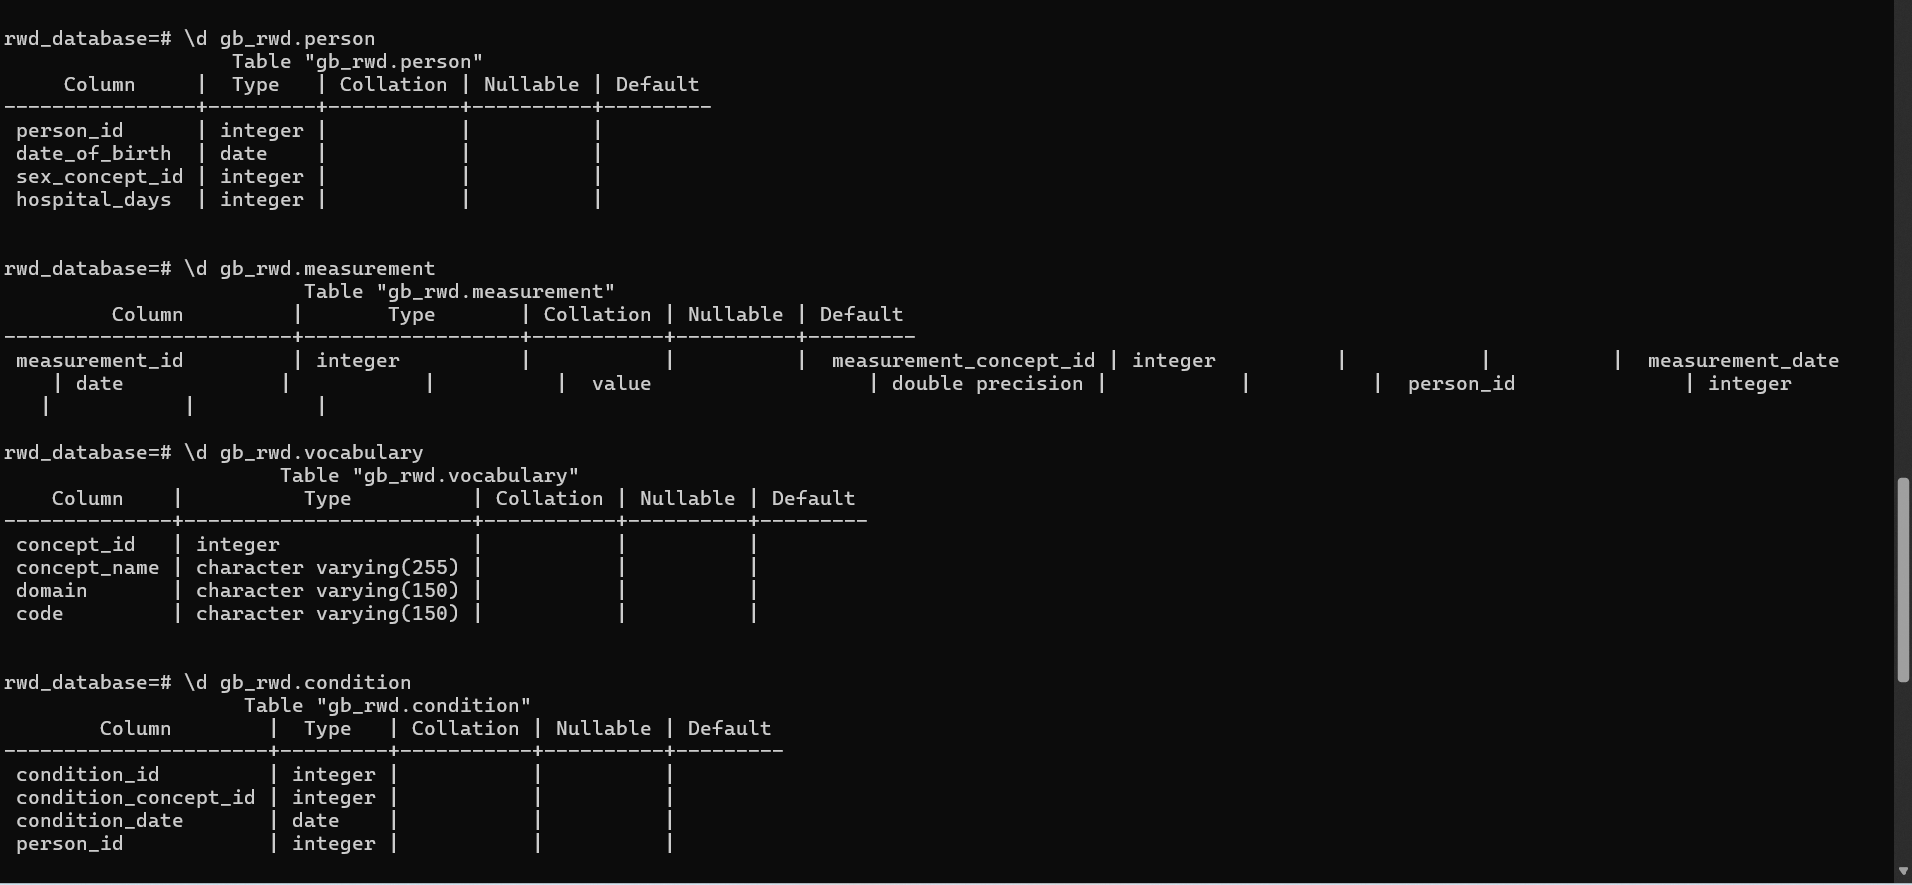 rwd_database=# \d gb_rwd.person
                   Table "gb_rwd.person"
     Column     |  Type   | Collation | Nullable | Default
----------------+---------+-----------+----------+---------
 person_id      | integer |           |          |
 date_of_birth  | date    |           |          |
 sex_concept_id | integer |           |          |
 hospital_days  | integer |           |          |
rwd_database=# \d gb_rwd.measurement
                         Table "gb_rwd.measurement"
         Column         |       Type       | Collation | Nullable | Default
------------------------+------------------+-----------+----------+---------
 measurement_id         | integer          |           |          |  measurement_concept_id | integer          |           |          |  measurement_date
    | date             |           |          |  value                  | double precision |           |          |  person_id              | integer
   |           |          |
rwd_database=# \d gb_rwd.vocabulary
                       Table "gb_rwd.vocabulary"
    Column    |          Type          | Collation | Nullable | Default
--------------+------------------------+-----------+----------+---------
 concept_id   | integer                |           |          |
 concept_name | character varying(255) |           |          |
 domain       | character varying(150) |           |          |
 code         | character varying(150) |           |          |
rwd_database=# \d gb_rwd.condition
                    Table "gb_rwd.condition"
        Column        |  Type   | Collation | Nullable | Default
----------------------+---------+-----------+----------+---------
 condition_id         | integer |           |          |
 condition_concept_id | integer |           |          |
 condition_date       | date    |           |          |
 person_id            | integer |           |          |